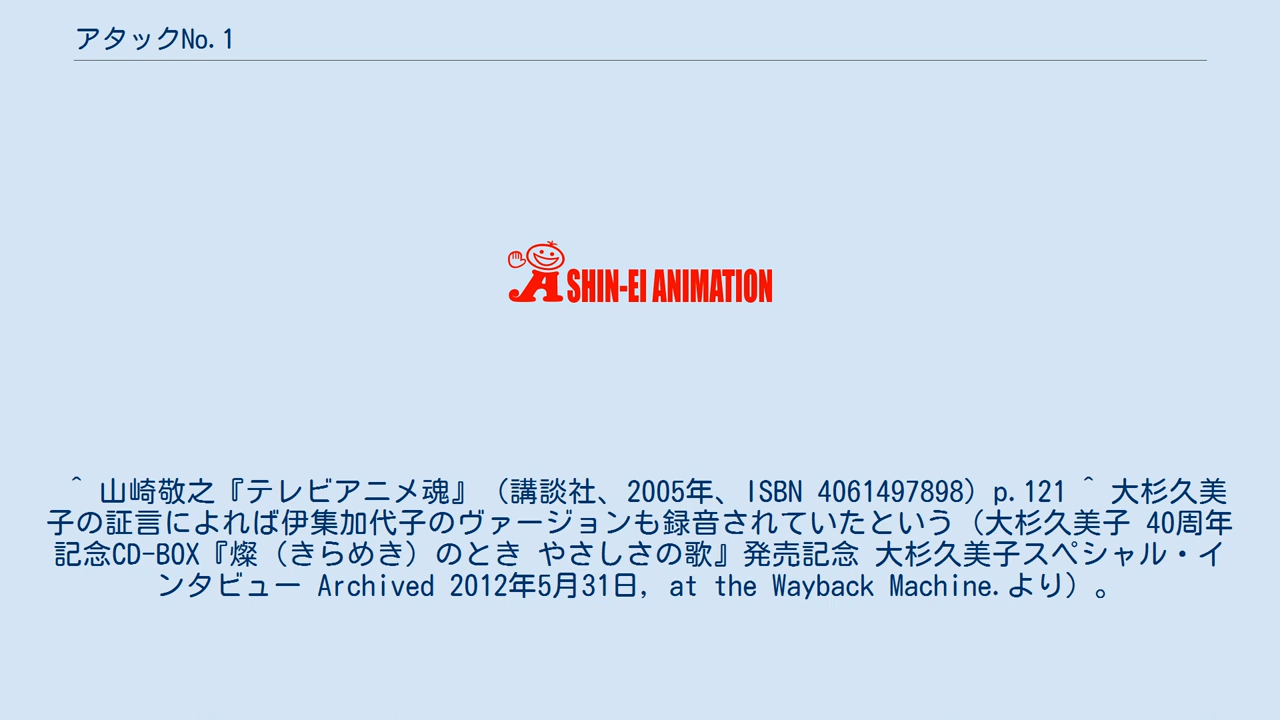 アタックNo.1
A SHIN-EI ANIMATION
^ 山崎敬之『テレビアニメ魂』（講談社、2005年、ISBN 4061497898）p.121 ^ 大杉久美
子の証言によれば伊集加代子のヴァージョンも録音されていたという（大杉久美子 40周年
記念CD-BOX『燦（きらめき）のとき やさしさの歌』発売記念 大杉久美子スペシャル・イ
ンタビュー Archived 2012年5月31日, at the Wayback Machine.より）。